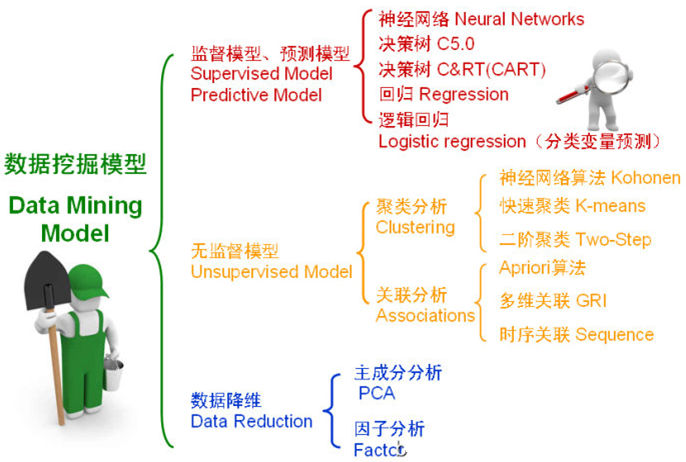 数据挖掘模型
Data Mining
Model
监督模型、预测模型
Supervised Model
Predictive Model
神经网络 Neural Networks
决策树 C5.0
决策树 C&RT(CART)
回归 Regression
逻辑回归
Logistic regression（分类变量预测）
无监督模型
Unsupervised Model
聚类分析
Clustering
神经网络算法 Kohonen
快速聚类 K-means
二阶聚类 Two-Step
关联分析
Associations
Apriori算法
多维关联 GRI
时序关联 Sequence
数据降维
Data Reduction
主成分分析
PCA
因子分析
Factor